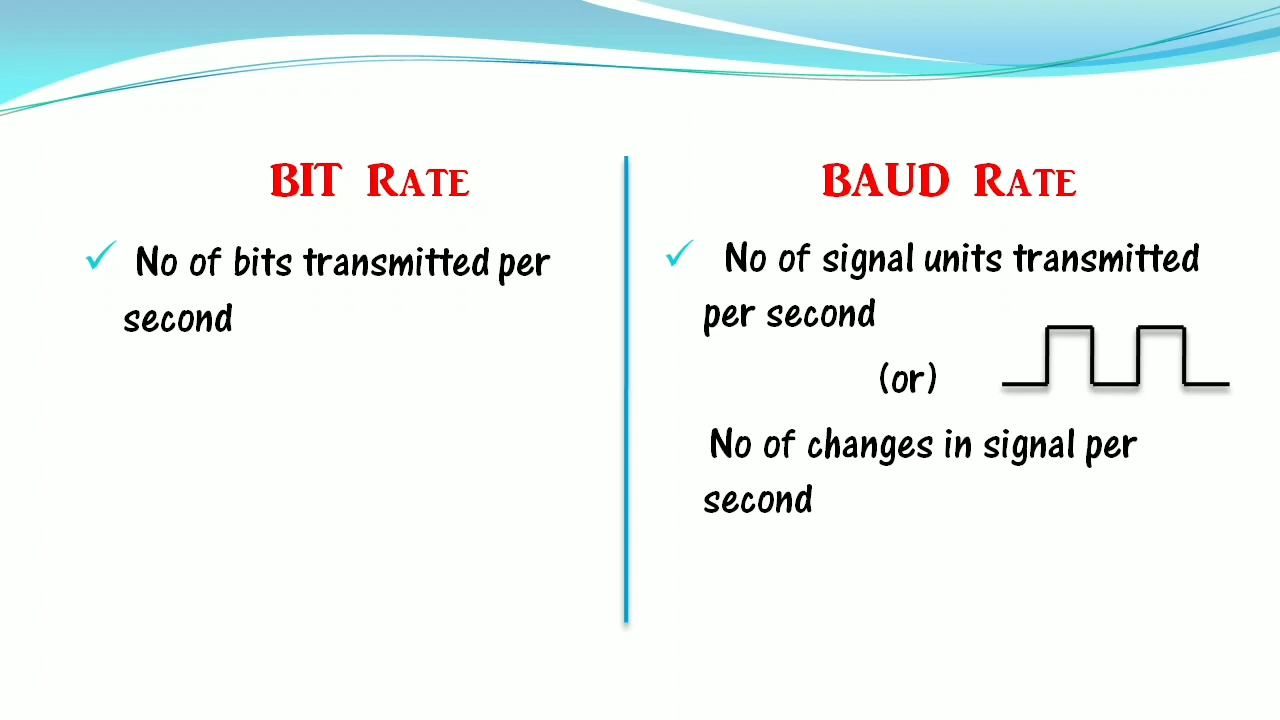 BIT RATE
No of bits transmitted per
second
BAUD RATE
No of signal units transmitted
per second
(or)
No of changes in signal per
second